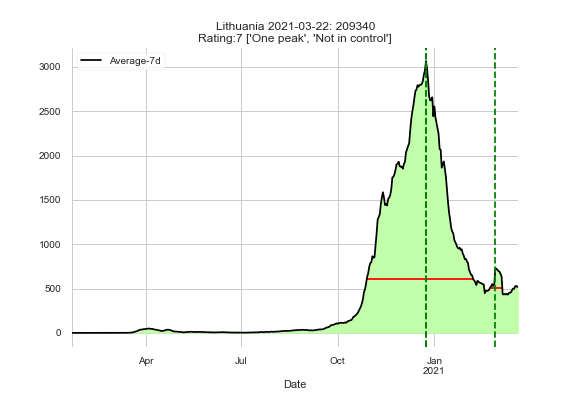 Lithuania 2021-03-22: 209340
Rating:7 ['One peak', 'Not in control']
Average-7d
3000
2500
2000
1500
1000
500
0
Apr
Jul
Oct
Jan
2021
Date